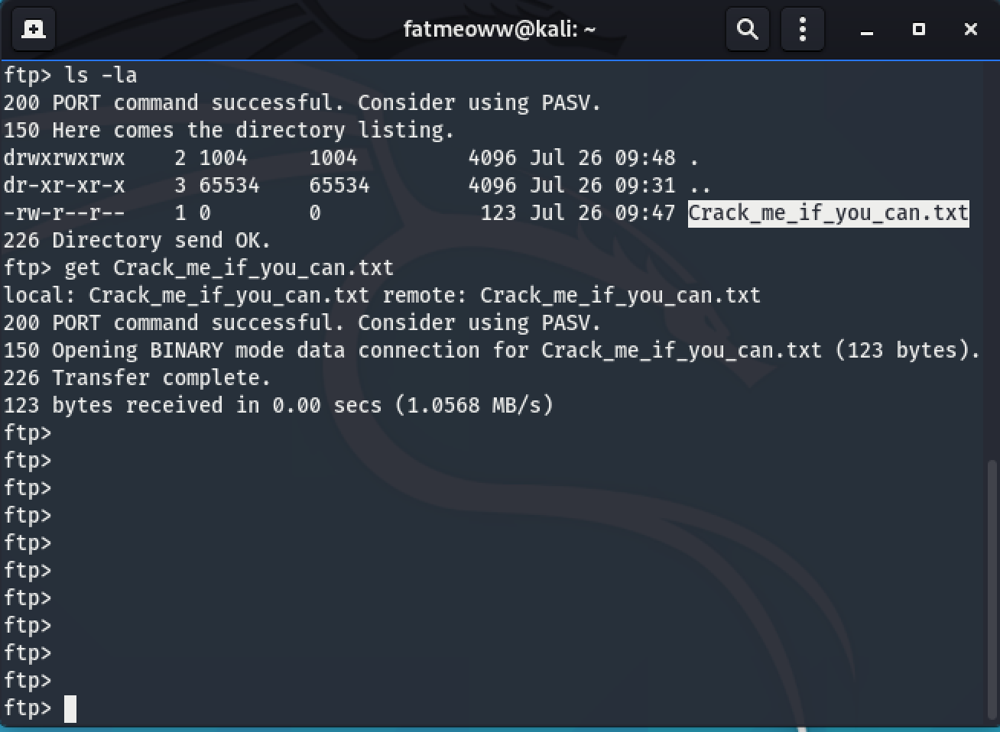 fatmeoww@kali: ~
ftp> ls -la
200 PORT command successful. Consider using PASV.
150 Here comes the directory listing.
drwxrwxrwx    2 1004     1004         4096 Jul 26 09:48 .
dr-xr-xr-x    3 65534    65534        4096 Jul 26 09:31 ..
-rw-r--r--    1 0        0             123 Jul 26 09:47 Crack_me_if_you_can.txt
226 Directory send OK.
ftp> get Crack_me_if_you_can.txt
local: Crack_me_if_you_can.txt remote: Crack_me_if_you_can.txt
200 PORT command successful. Consider using PASV.
150 Opening BINARY mode data connection for Crack_me_if_you_can.txt (123 bytes).
226 Transfer complete.
123 bytes received in 0.00 secs (1.0568 MB/s)
ftp>
ftp>
ftp>
ftp>
ftp>
ftp>
ftp>
ftp>
ftp>
ftp>
ftp>